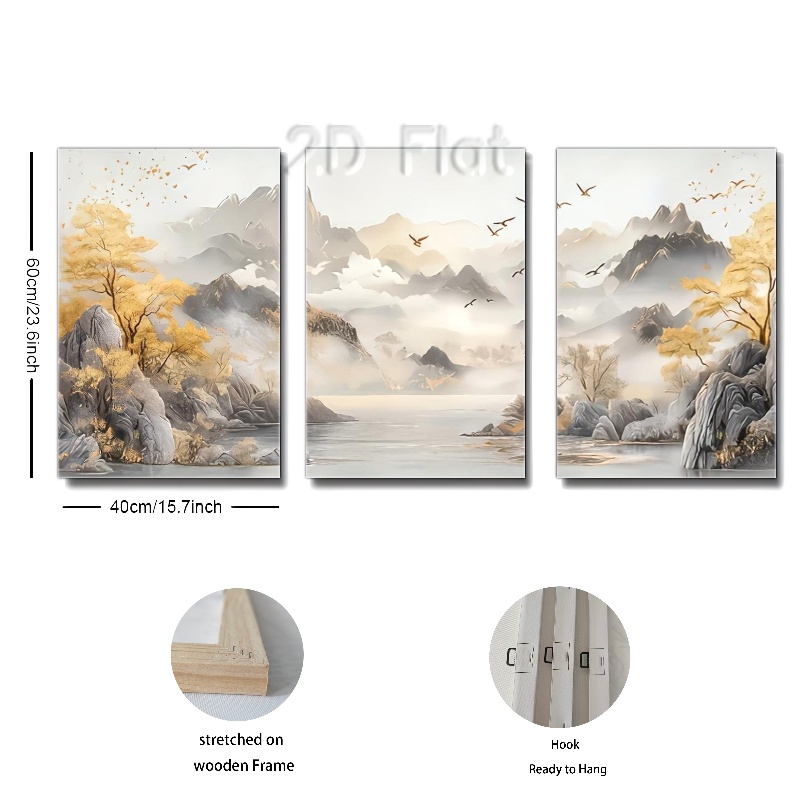 2D Flat
60cm/23.6inch
40cm/15.7inch
stretched on
wooden Frame
Hook
Ready to Hang